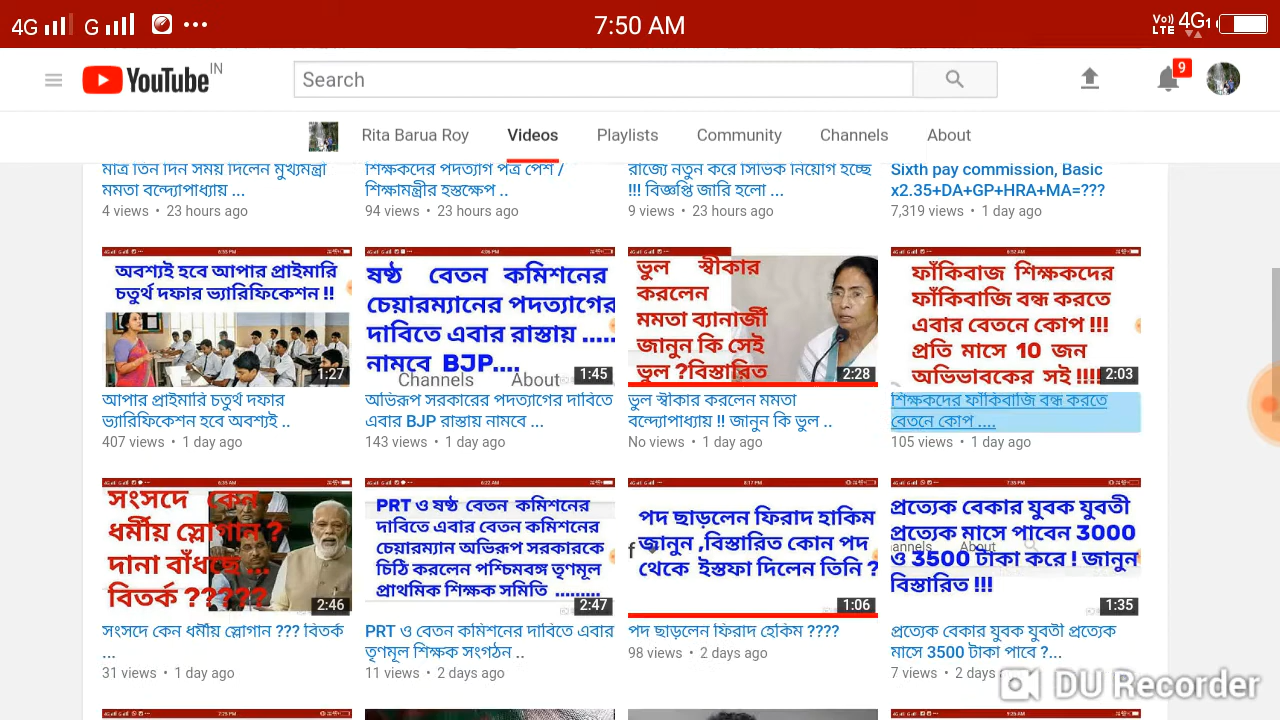 4G G 7:50 AM Vo)) LTE 4G1
YouTube IN Search 9
Rita Barua Roy Videos Playlists Community Channels About
মাত্র তিন দিন সময় দিলেন মুখ্যমন্ত্রী
মমতা বন্দ্যোপাধ্যায় ...
4 views • 23 hours ago
শিক্ষকদের পদত্যাগ পত্র পেশ /
শিক্ষামন্ত্রীর হস্তক্ষেপ ..
94 views • 23 hours ago
রাজ্যে নতুন করে সিভিক নিয়োগ হচ্ছে
!!! বিজ্ঞপ্তি জারি হলো ...
9 views • 23 hours ago
Sixth pay commission, Basic
x2.35+DA+GP+HRA+MA=???
7,319 views • 1 day ago
অবশ্যই হবে আপার প্রাইমারি
চতুর্থ দফার ভ্যারিফিকেশন !!
1:27
আপার প্রাইমারি চতুর্থ দফার
ভ্যারিফিকেশন হবে অবশ্যই ..
407 views • 1 day ago
ষষ্ঠ বেতন কমিশনের
চেয়ারম্যানের পদত্যাগের
দাবিতে এবার রাস্তায় .....
নামবে BJP....
Channels About
1:45
অভিরূপ সরকারের পদত্যাগের দাবিতে
এবার BJP রাস্তায় নামবে ...
143 views • 1 day ago
ভুল স্বীকার
করলেন
মমতা ব্যানার্জী
জানুন কি সেই
ভুল ?বিস্তারিত
2:28
ভুল স্বীকার করলেন মমতা
বন্দ্যোপাধ্যায় !! জানুন কি ভুল ..
No views • 1 day ago
ফাঁকিবাজ শিক্ষকদের
ফাঁকিবাজি বন্ধ করতে
এবার বেতনে কোপ !!!
প্রতি মাসে 10 জন
অভিভাবকের সই !!!!
2:03
শিক্ষকদের ফাঁকিবাজি বন্ধ করতে
বেতনে কোপ ....
105 views • 1 day ago
সংসদে কেন
ধর্মীয় স্লোগান ?
দানা বাঁধছে ...
বিতর্ক ?????
2:46
সংসদে কেন ধর্মীয় স্লোগান ??? বিতর্ক
...
31 views • 1 day ago
PRT ও ষষ্ঠ বেতন কমিশনের
দাবিতে এবার বেতন কমিশনের
চেয়ারম্যান অভিরূপ সরকারকে
চিঠি করলেন পশ্চিমবঙ্গ তৃণমূল
প্রাথমিক শিক্ষক সমিতি .........
2:47
PRT ও বেতন কমিশনের দাবিতে এবার
তৃণমূল শিক্ষক সংগঠন ..
11 views • 2 days ago
পদ ছাড়লেন ফিরাদ হাকিম
জানুন ,বিস্তারিত কোন পদ
থেকে ইস্তফা দিলেন তিনি ?
1:06
পদ ছাড়লেন ফিরাদ হেকিম ????
98 views • 2 days ago
প্রত্যেক বেকার যুবক যুবতী
প্রত্যেক মাসে পাবেন 3000
ও 3500 টাকা করে ! জানুন
বিস্তারিত !!!
1:35
প্রত্যেক বেকার যুবক যুবতী প্রত্যেক
মাসে 3500 টাকা পাবে ?...
7 views • 2 days ago
DU Recorder